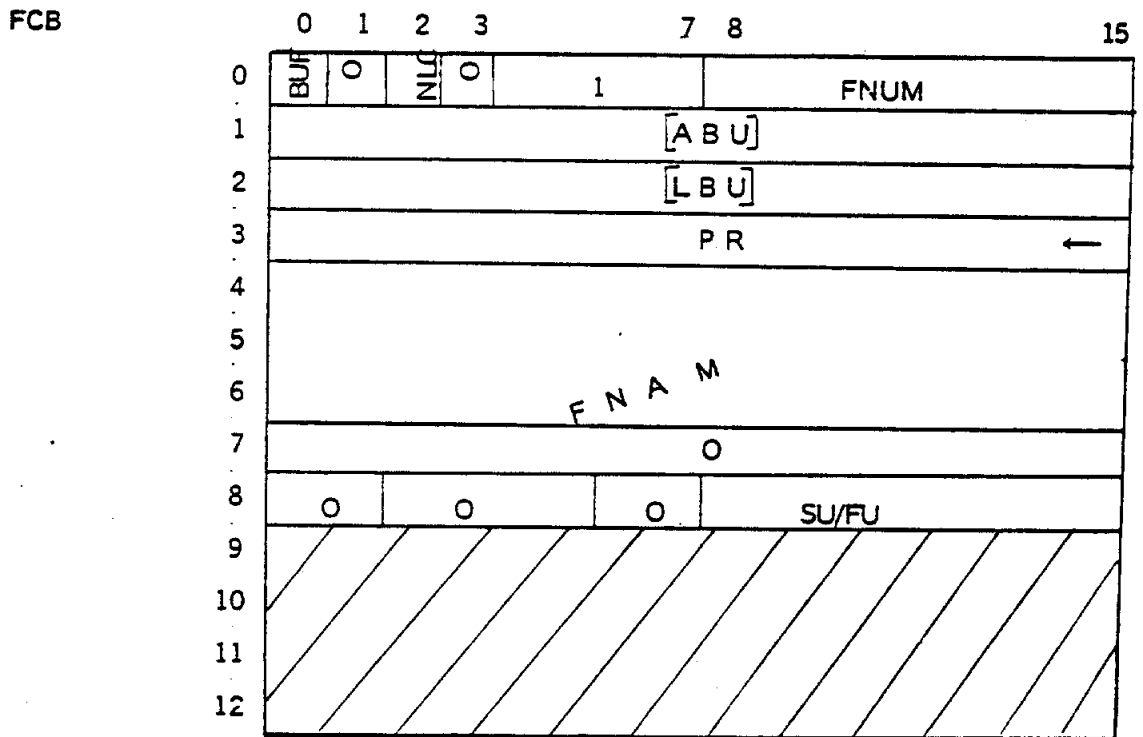 FCB
0 1 2 3 7 8 15
0 BUF 0 NLC 0 1 FNUM
1 [ABU]
2 [LBU]
3 PR ←
4
5
6 FNAM
7 0
8 0 0 0 SU/FU
9
10
11
12